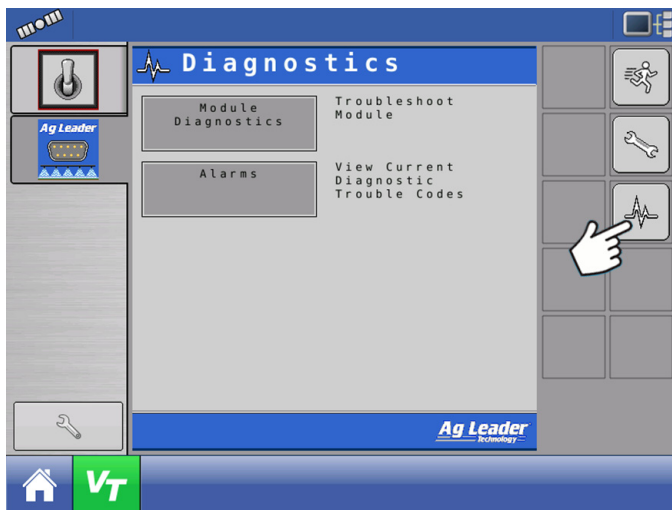 Diagnostics
Ag Leader
Module
Diagnostics
Troubleshoot
Module
Alarms
View Current
Diagnostic
Trouble Codes
Ag Leader
Technology
VT